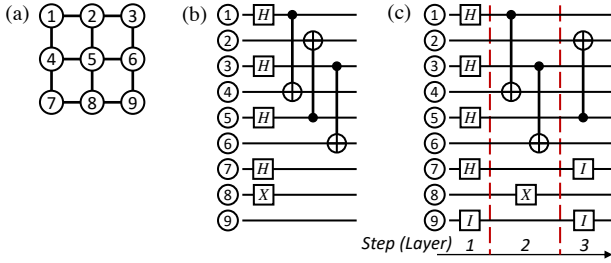 (a)
1 2 3
4 5 6
7 8 9
(b)
1 H
2
3 H
4
5 H
6
7 H
8 X
9
(c)
1 H
2
3 H
4
5 H
6
7 H I
8 X
9 I I
Step (Layer) 1 2 3